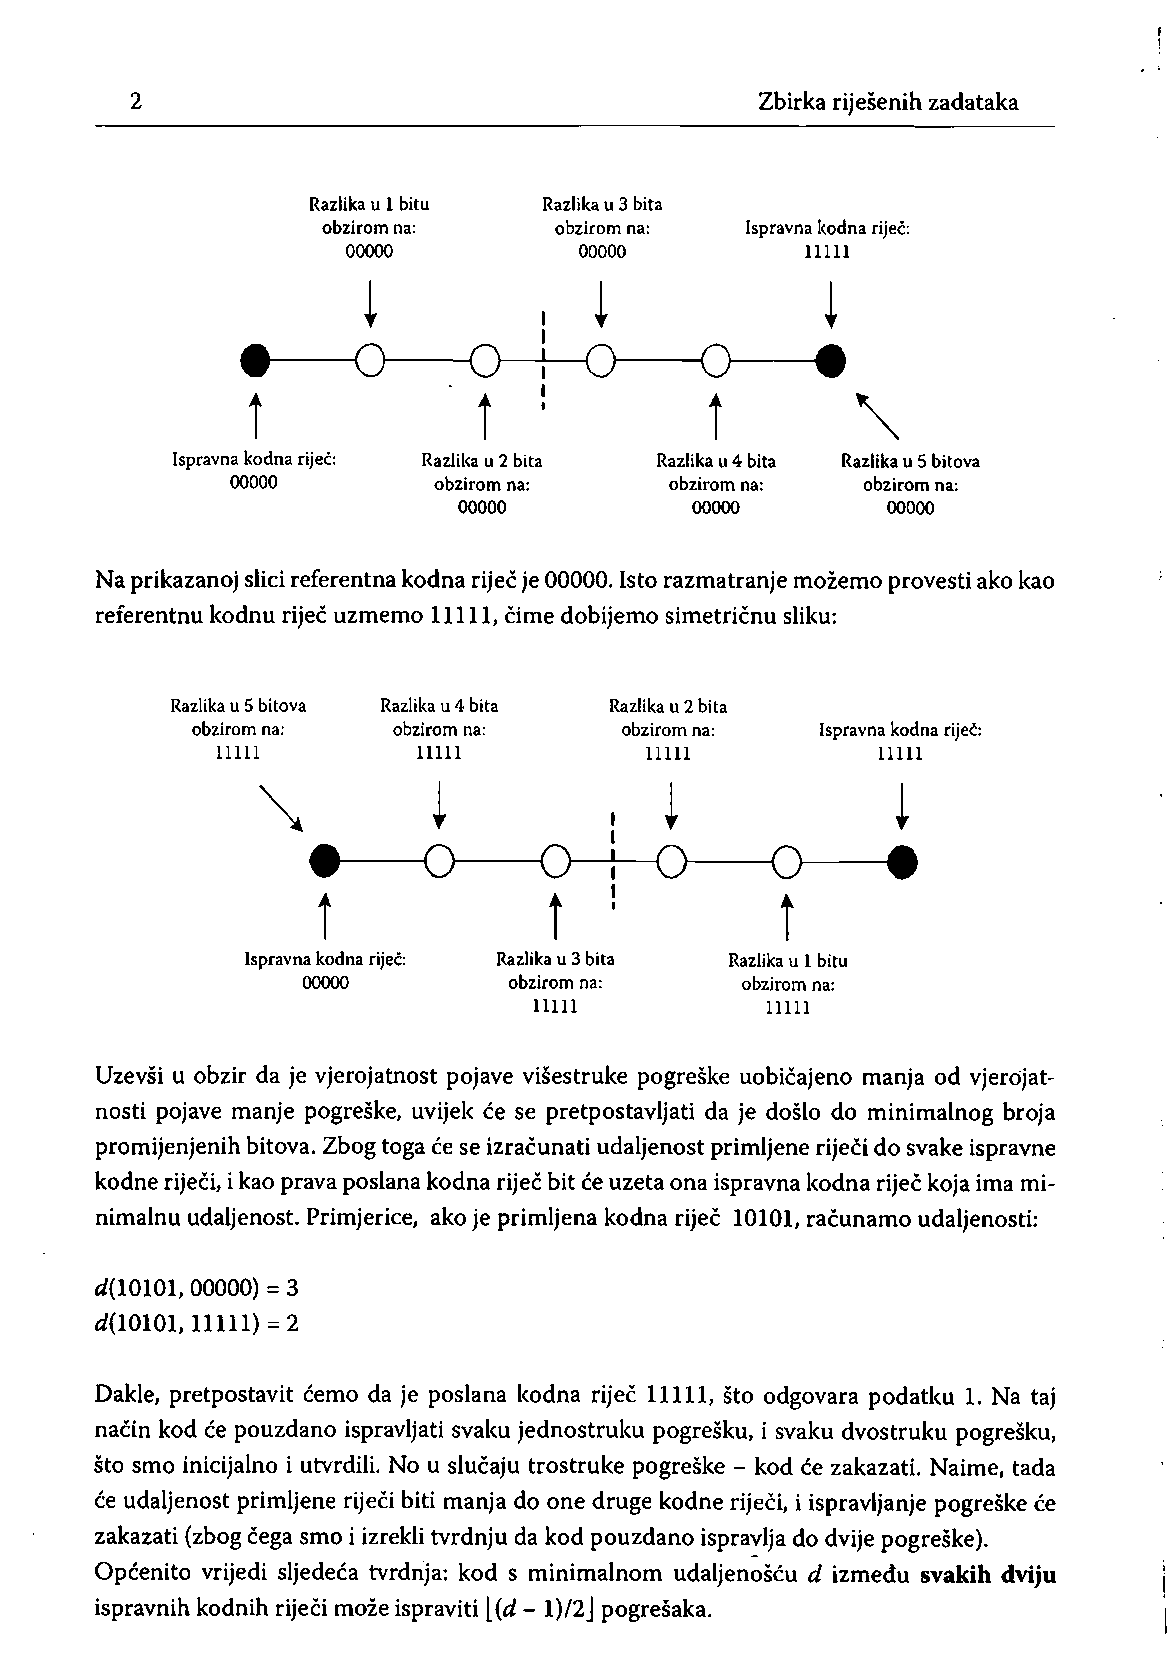 2 Zbirka riješenih zadataka
Razlika u 1 bitu
obzirom na:
00000
Razlika u 3 bita
obzirom na:
00000
Ispravna kodna riječ:
11111
Ispravna kodna riječ:
00000
Razlika u 2 bita
obzirom na:
00000
Razlika u 4 bita
obzirom na:
00000
Razlika u 5 bitova
obzirom na:
00000
Na prikazanoj slici referentna kodna riječ je 00000. Isto razmatranje možemo provesti ako kao
referentnu kodnu riječ uzmemo 11111, čime dobijemo simetričnu sliku:
Razlika u 5 bitova
obzirom na:
11111
Razlika u 4 bita
obzirom na:
11111
Razlika u 2 bita
obzirom na:
11111
Ispravna kodna riječ:
11111
Ispravna kodna riječ:
00000
Razlika u 3 bita
obzirom na:
11111
Razlika u 1 bitu
obzirom na:
11111
Uzevši u obzir da je vjerojatnost pojave višestruke pogreške uobičajeno manja od vjerojat-
nosti pojave manje pogreške, uvijek će se pretpostavljati da je došlo do minimalnog broja
promijenjenih bitova. Zbog toga će se izračunati udaljenost primljene riječi do svake ispravne
kodne riječi, i kao prava poslana kodna riječ bit će uzeta ona ispravna kodna riječ koja ima mi-
nimalnu udaljenost. Primjerice, ako je primljena kodna riječ 10101, računamo udaljenosti:
d(10101, 00000) = 3
d(10101, 11111) = 2
Dakle, pretpostavit ćemo da je poslana kodna riječ 11111, što odgovara podatku 1. Na taj
način kod će pouzdano ispravljati svaku jednostruku pogrešku, i svaku dvostruku pogrešku,
što smo inicijalno i utvrdili. No u slučaju trostruke pogreške – kod će zakazati. Naime, tada
će udaljenost primljene riječi biti manja do one druge kodne riječi, i ispravljanje pogreške će
zakazati (zbog čega smo i izrekli tvrdnju da kod pouzdano ispravlja do dvije pogreške).
Općenito vrijedi sljedeća tvrdnja: kod s minimalnom udaljenošću d između svakih dviju
ispravnih kodnih riječi može ispraviti ⌊(d – 1)/2⌋ pogrešaka.